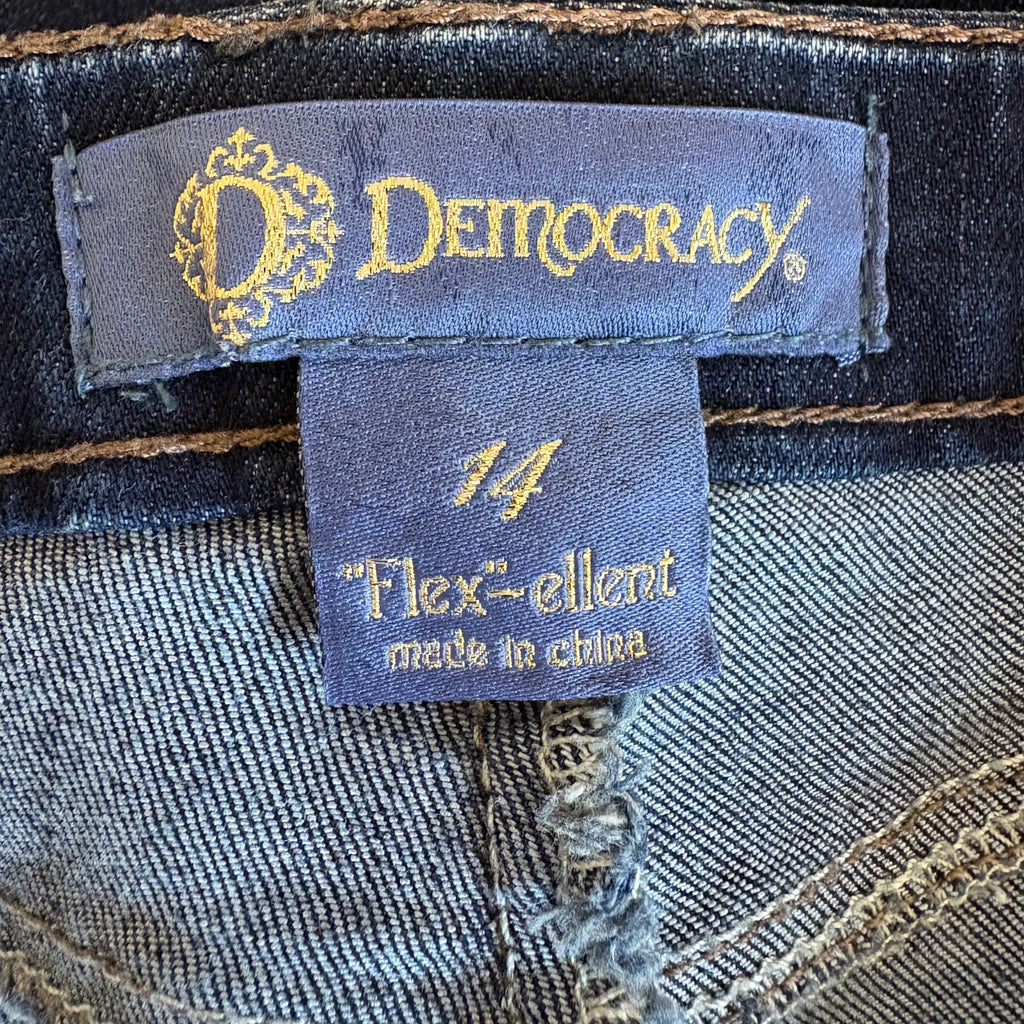 D DEMOCRACY®
14
"Flex"-ellent
made in china